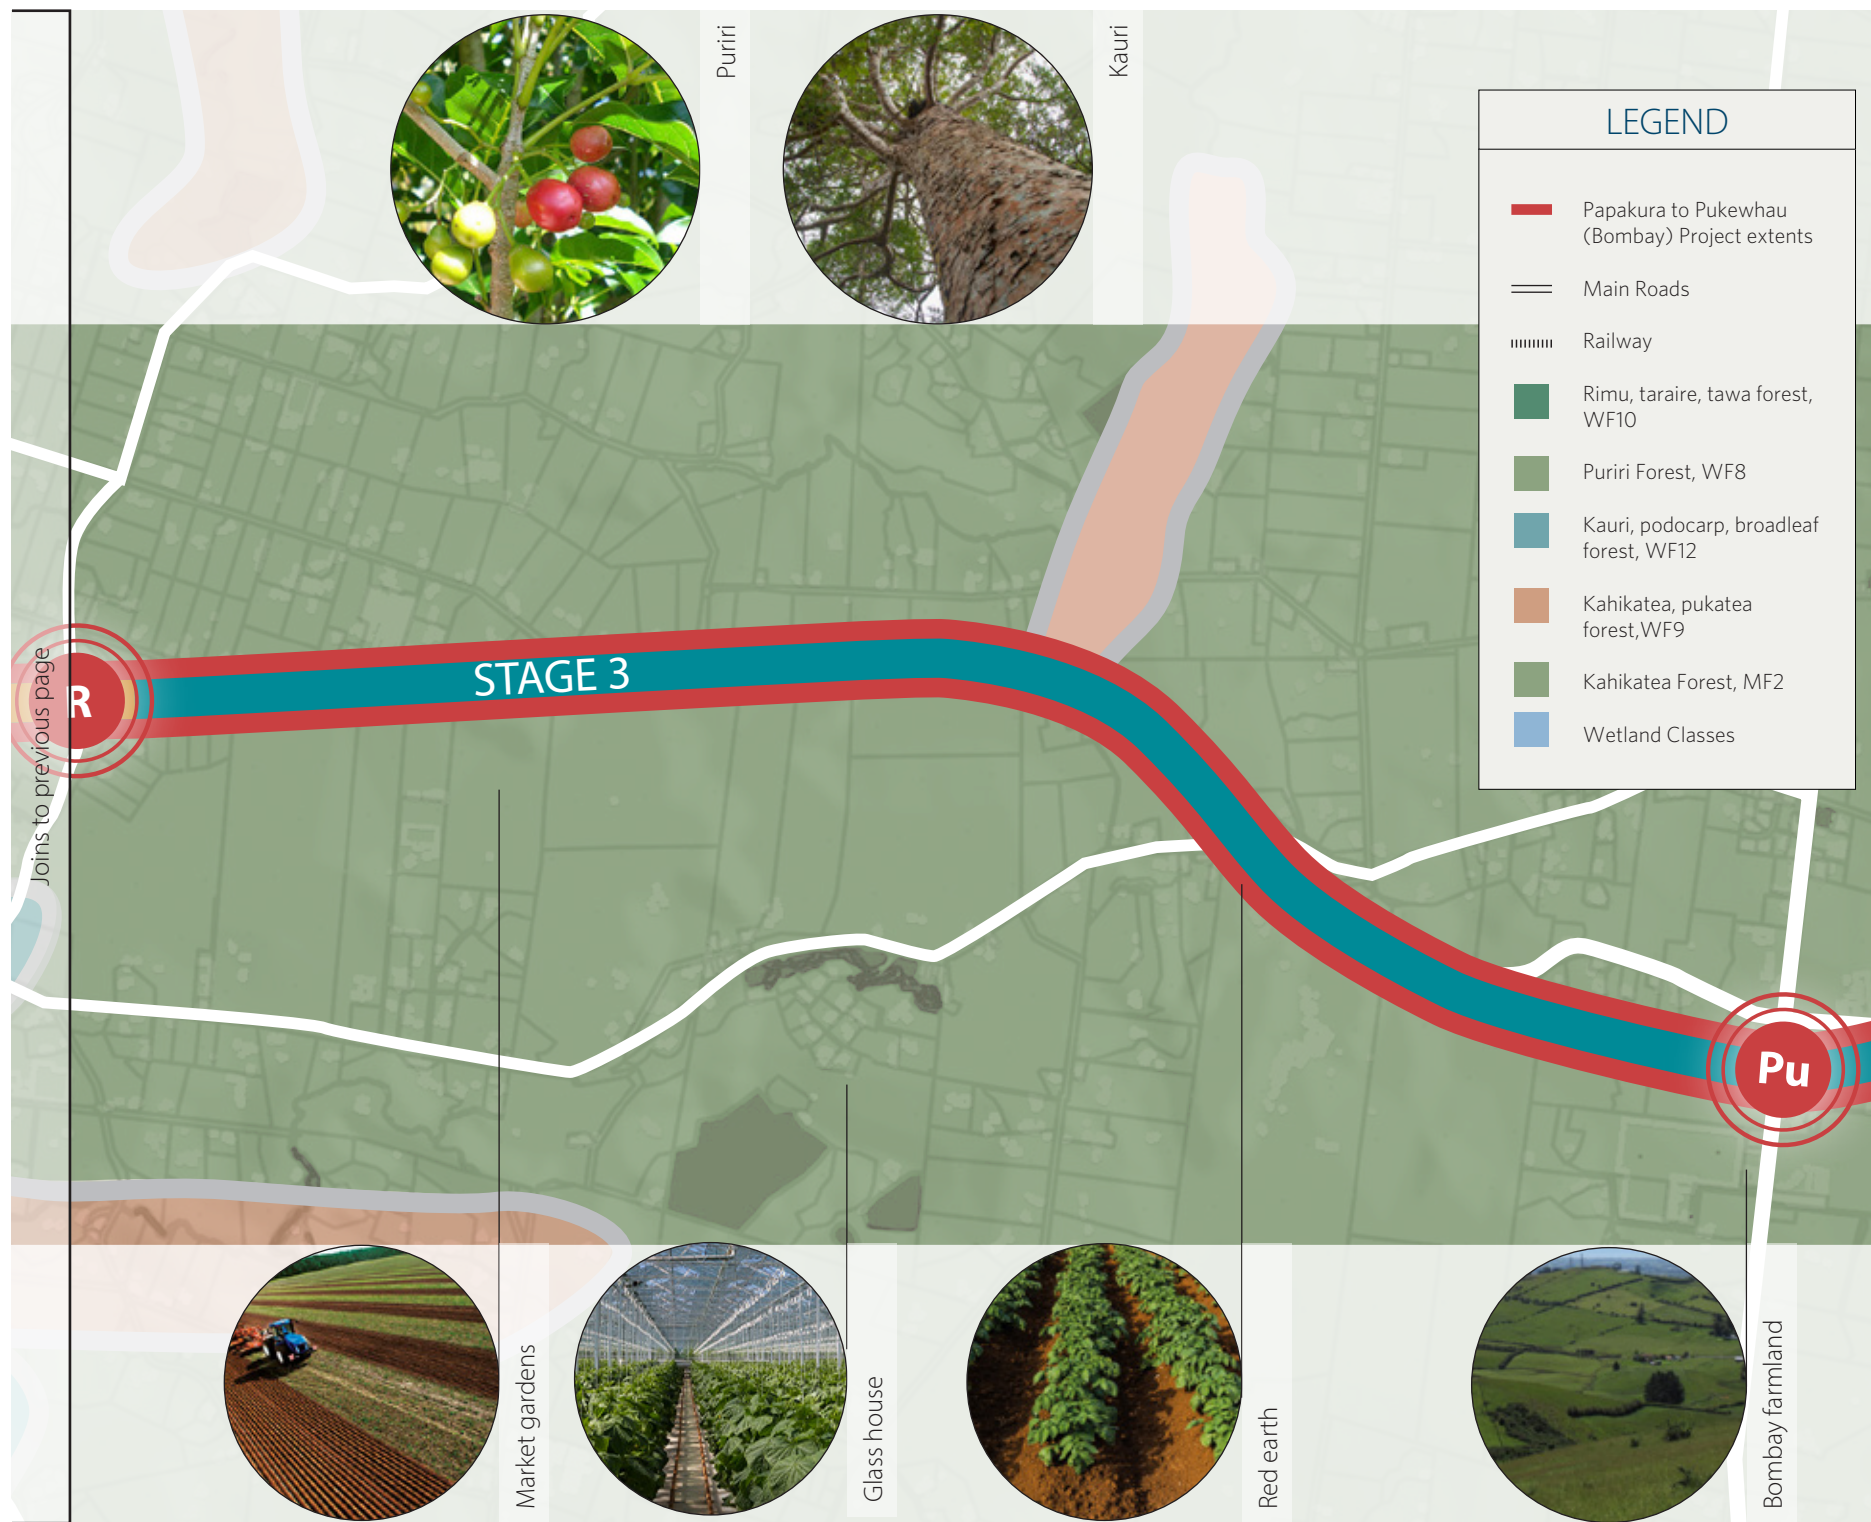 Puriri
Kauri
LEGEND
Papakura to Pukewhau
(Bombay) Project extents
Main Roads
Railway
Rimu, taraire, tawa forest,
WF10
Puriri Forest, WF8
Kauri, podocarp, broadleaf
forest, WF12
Kahikatea, pukatea
forest,WF9
Kahikatea Forest, MF2
Wetland Classes
Joins to previous page
R
STAGE 3
Pu
Market gardens
Glass house
Red earth
Bombay farmland